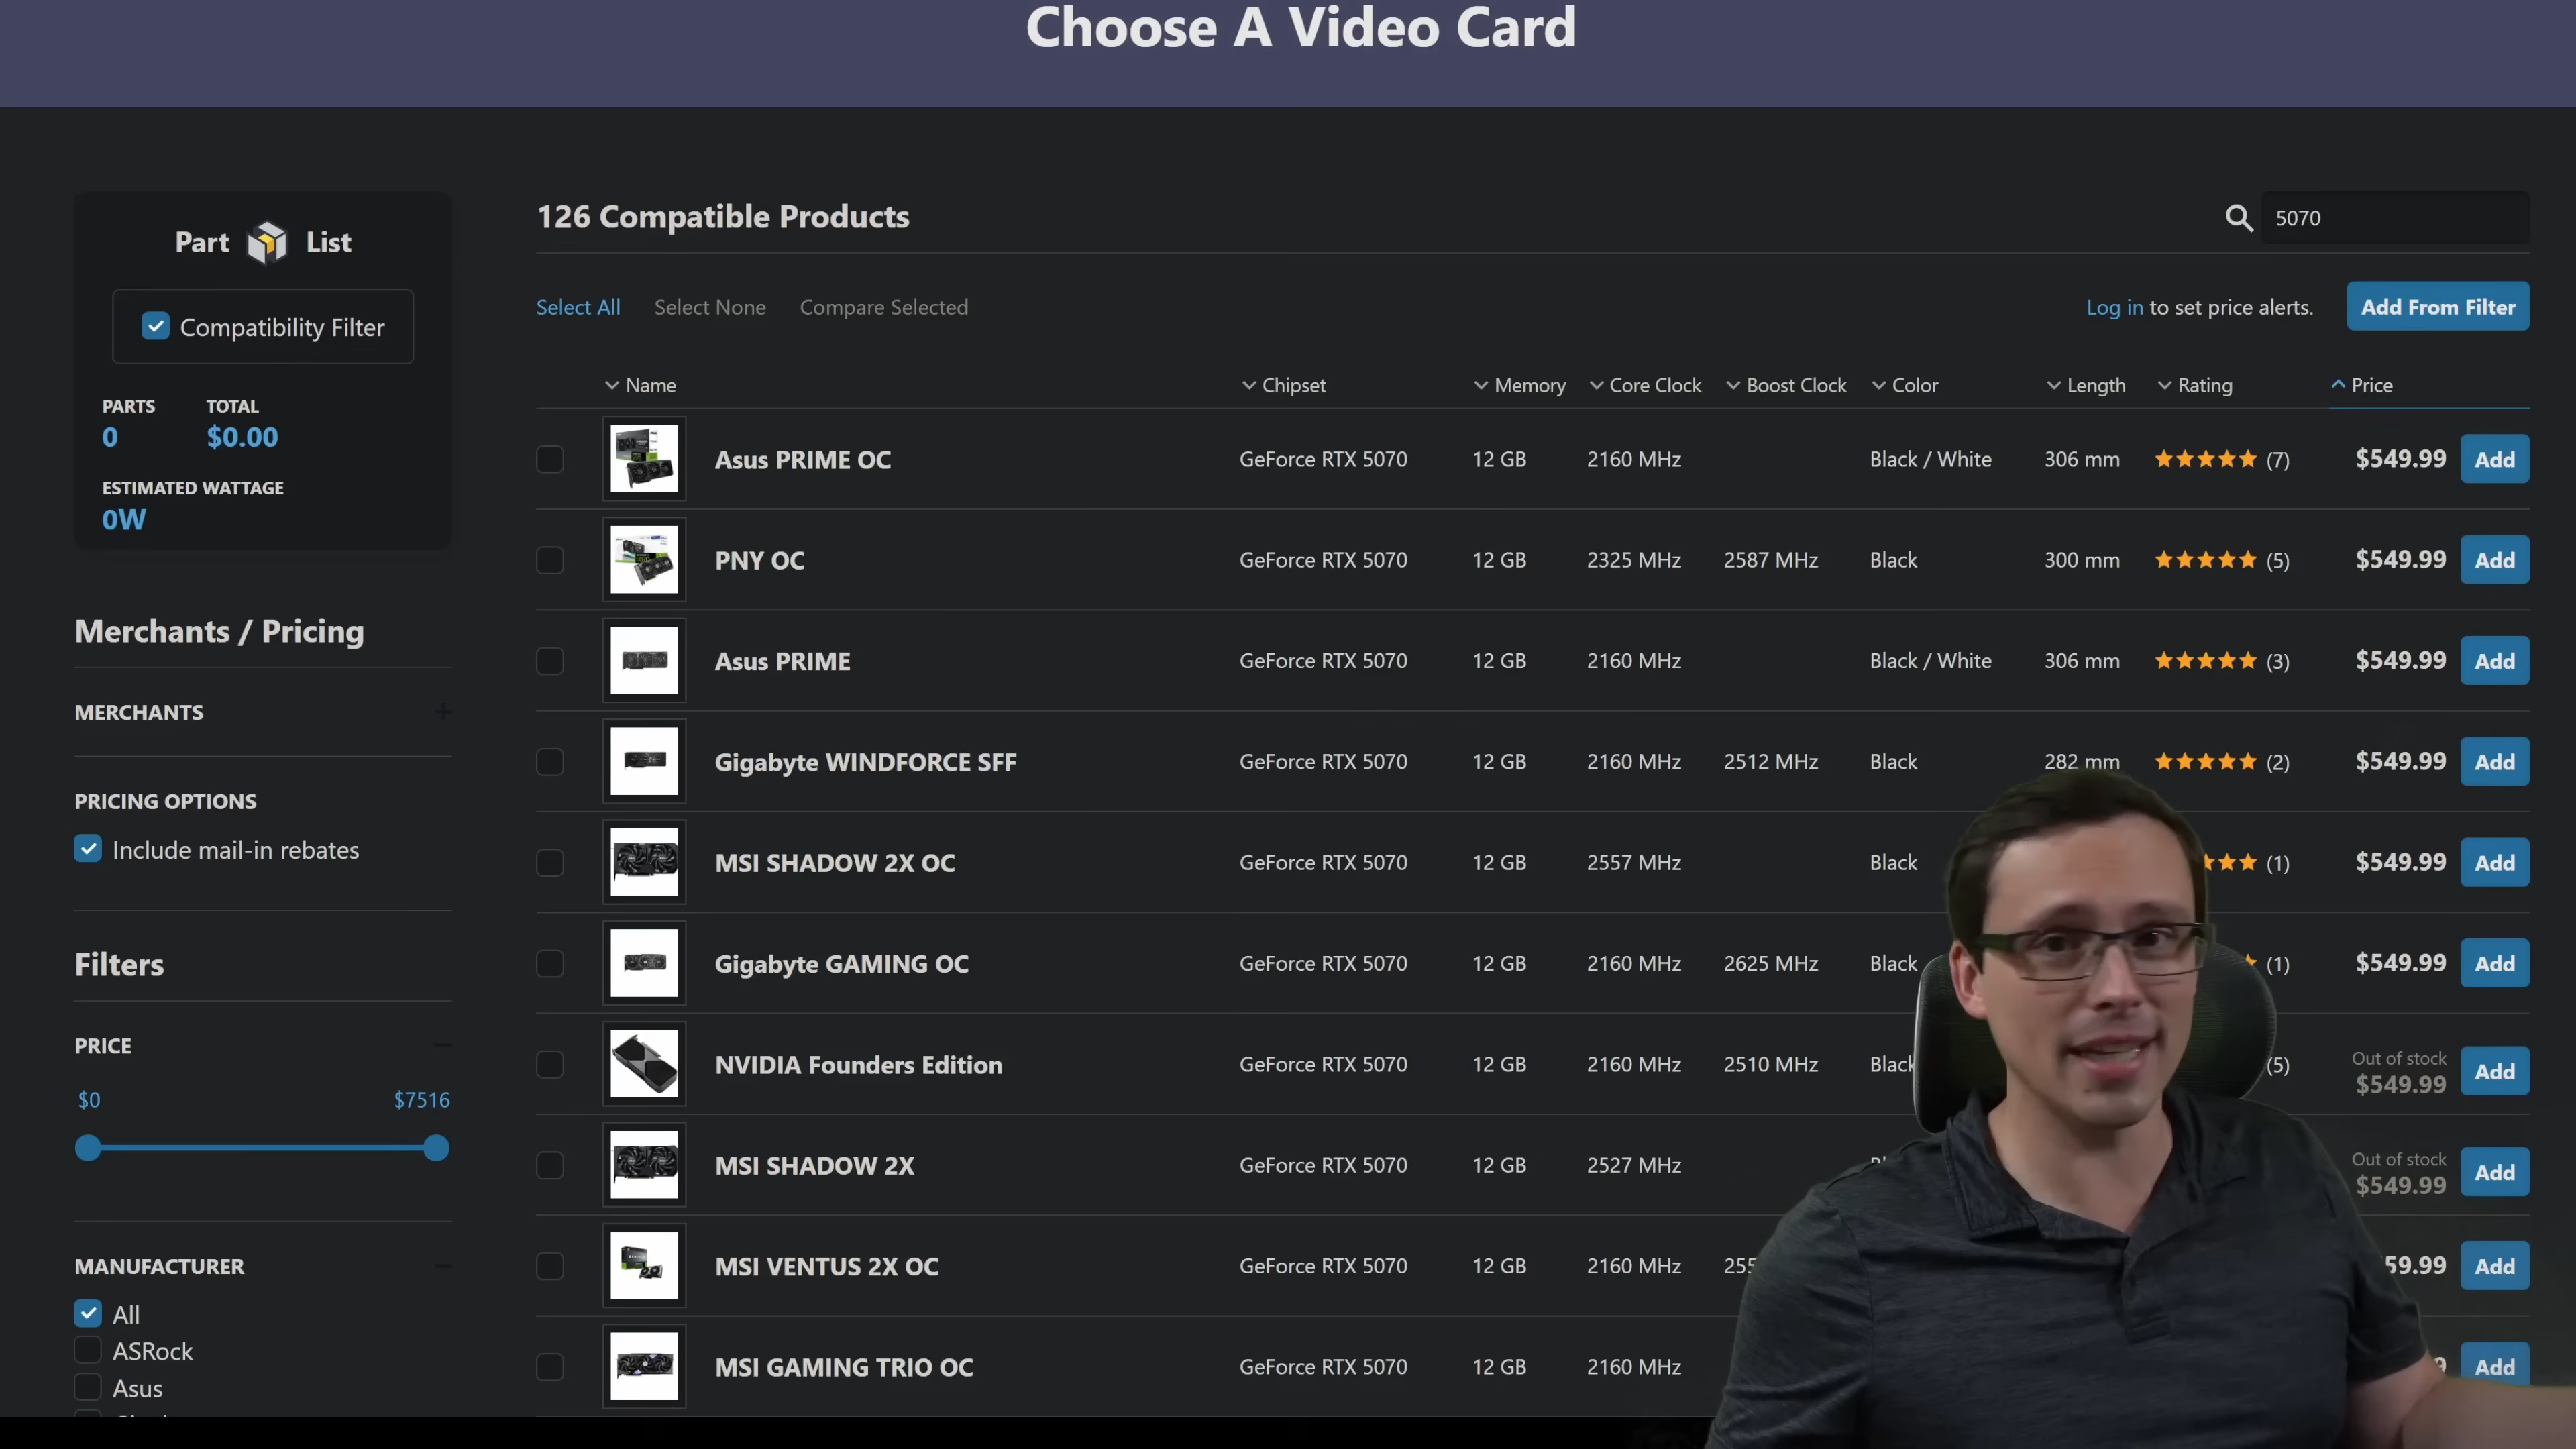 Choose A Video Card
Part List
Compatibility Filter
PARTS TOTAL
0 $0.00
ESTIMATED WATTAGE
0W
Merchants / Pricing
MERCHANTS +
PRICING OPTIONS
Include mail-in rebates
Filters
PRICE
$0 $7516
MANUFACTURER
All
ASRock
Asus
126 Compatible Products
5070
Select All Select None Compare Selected
Log in to set price alerts. Add From Filter
Name Chipset Memory Core Clock Boost Clock Color Length Rating Price
Asus PRIME OC GeForce RTX 5070 12 GB 2160 MHz Black / White 306 mm (7) $549.99 Add
PNY OC GeForce RTX 5070 12 GB 2325 MHz 2587 MHz Black 300 mm (5) $549.99 Add
Asus PRIME GeForce RTX 5070 12 GB 2160 MHz Black / White 306 mm (3) $549.99 Add
Gigabyte WINDFORCE SFF GeForce RTX 5070 12 GB 2160 MHz 2512 MHz Black 282 mm (2) $549.99 Add
MSI SHADOW 2X OC GeForce RTX 5070 12 GB 2557 MHz Black (1) $549.99 Add
Gigabyte GAMING OC GeForce RTX 5070 12 GB 2160 MHz 2625 MHz Black (1) $549.99 Add
NVIDIA Founders Edition GeForce RTX 5070 12 GB 2160 MHz 2510 MHz Black (5) Out of stock $549.99 Add
MSI SHADOW 2X GeForce RTX 5070 12 GB 2527 MHz Out of stock $549.99 Add
MSI VENTUS 2X OC GeForce RTX 5070 12 GB 2160 MHz 59.99 Add
MSI GAMING TRIO OC GeForce RTX 5070 12 GB 2160 MHz 9 Add